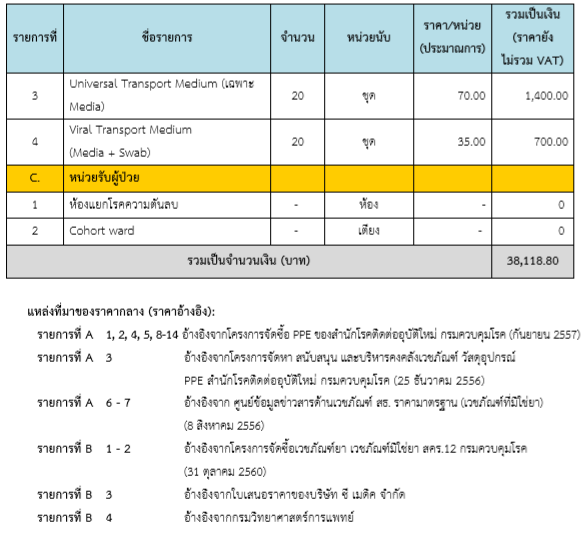 รายการที่ ชื่อรายการ จำนวน หน่วยนับ ราคา/หน่วย (ประมาณการ) รวมเป็นเงิน (ราคายังไม่รวม VAT)
3 Universal Transport Medium (เฉพาะ Media) 20 ชุด 70.00 1,400.00
4 Viral Transport Medium (Media + Swab) 20 ชุด 35.00 700.00
C. หน่วยรับผู้ป่วย
1 ห้องแยกโรคความดันลบ - ห้อง - 0
2 Cohort ward - เตียง - 0
รวมเป็นจำนวนเงิน (บาท) 38,118.80
แหล่งที่มาของราคากลาง (ราคาอ้างอิง):
รายการที่ A 1, 2, 4, 5, 8-14 อ้างอิงจากโครงการจัดซื้อ PPE ของสำนักโรคติดต่ออุบัติใหม่ กรมควบคุมโรค (กันยายน 2557)
รายการที่ A 3 อ้างอิงจากโครงการจัดหา สนับสนุน และบริหารคงคลังเวชภัณฑ์ วัสดุอุปกรณ์
PPE สำนักโรคติดต่ออุบัติใหม่ กรมควบคุมโรค (25 ธันวาคม 2556)
รายการที่ A 6 - 7 อ้างอิงจาก ศูนย์ข้อมูลข่าวสารด้านเวชภัณฑ์ สธ. ราคามาตรฐาน (เวชภัณฑ์ที่มิใช่ยา)
(8 สิงหาคม 2556)
รายการที่ B 1 - 2 อ้างอิงจากโครงการจัดซื้อเวชภัณฑ์ยา เวชภัณฑ์มิใช่ยา สคร.12 กรมควบคุมโรค
(31 ตุลาคม 2560)
รายการที่ B 3 อ้างอิงจากใบเสนอราคาของบริษัท ซี เมดิค จำกัด
รายการที่ B 4 อ้างอิงจากกรมวิทยาศาสตร์การแพทย์